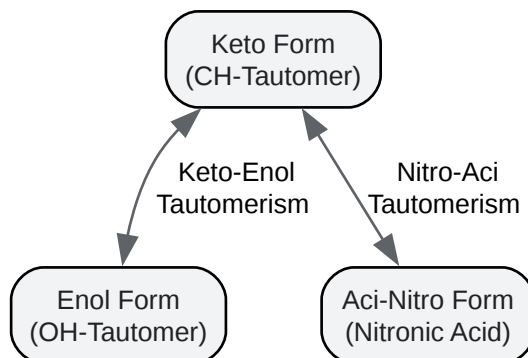 Keto Form
(CH-Tautomer)
Keto-Enol
Tautomerism
Nitro-Aci
Tautomerism
Enol Form
(OH-Tautomer)
Aci-Nitro Form
(Nitronic Acid)